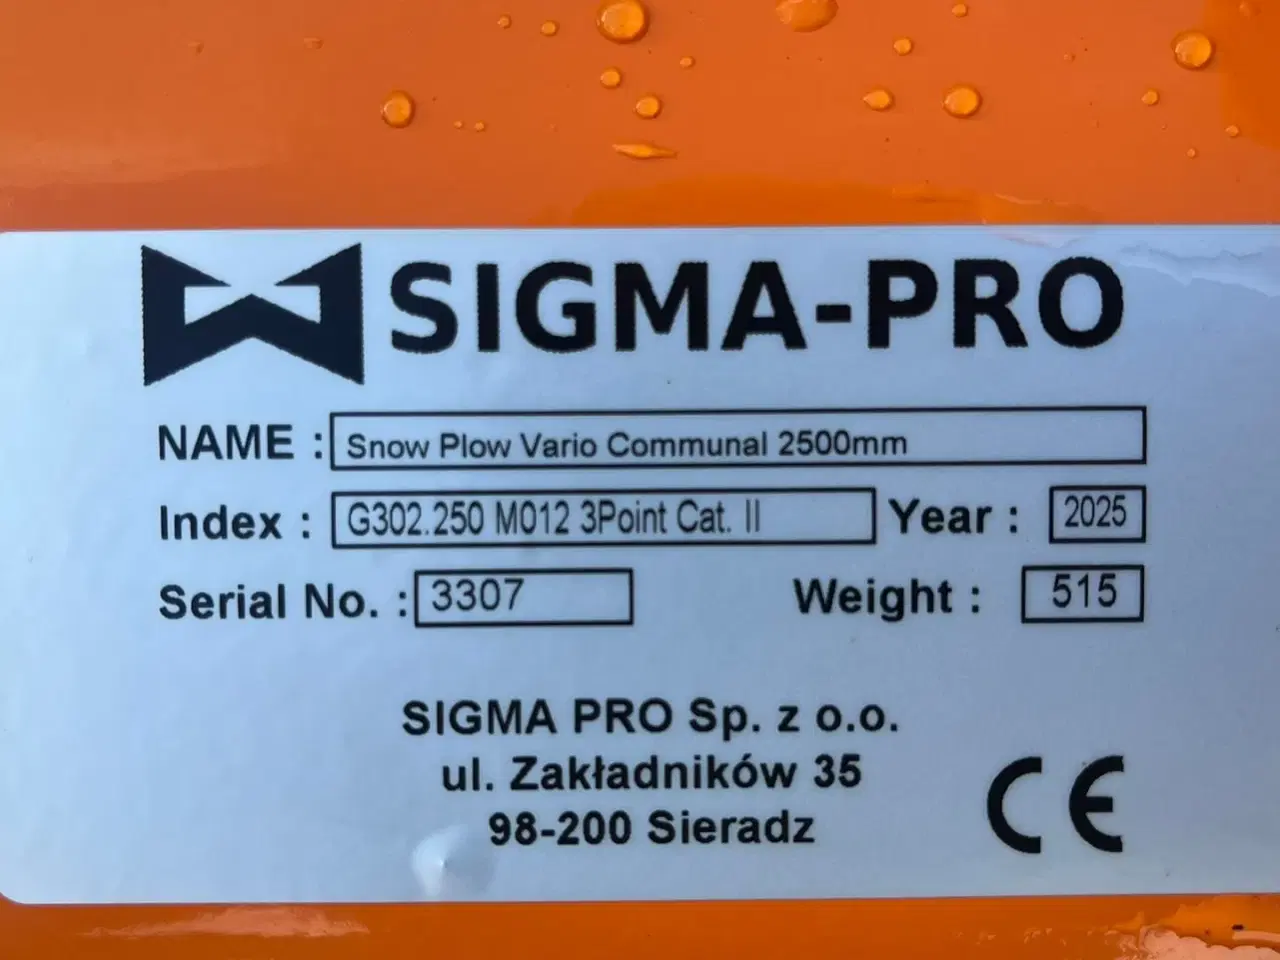 SIGMA-PRO
NAME : Snow Plow Vario Communal 2500mm
Index : G302.250 M012 3Point Cat. II Year : 2025
Serial No. : 3307 Weight : 515
SIGMA PRO Sp. z o.o.
ul. Zakładników 35
98-200 Sieradz
CE